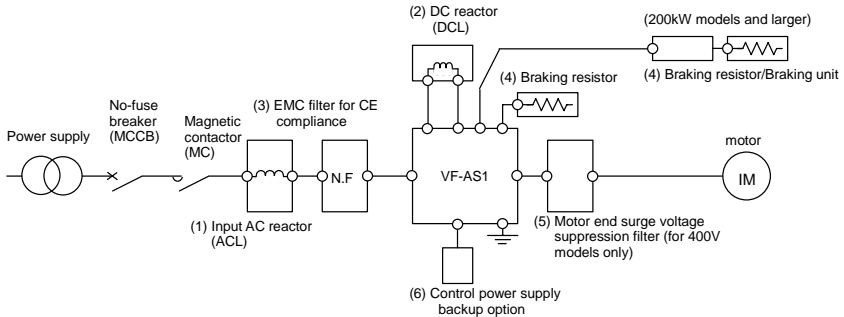 (2) DC reactor
(DCL)
(200kW models and larger)
(4) Braking resistor
(4) Braking resistor/Braking unit
No-fuse
breaker
(MCCB)
(3) EMC filter for CE
compliance
Magnetic
contactor
(MC)
Power supply
motor
N.F
VF-AS1
IM
(1) Input AC reactor
(ACL)
(5) Motor end surge voltage
suppression filter (for 400V
models only)
(6) Control power supply
backup option